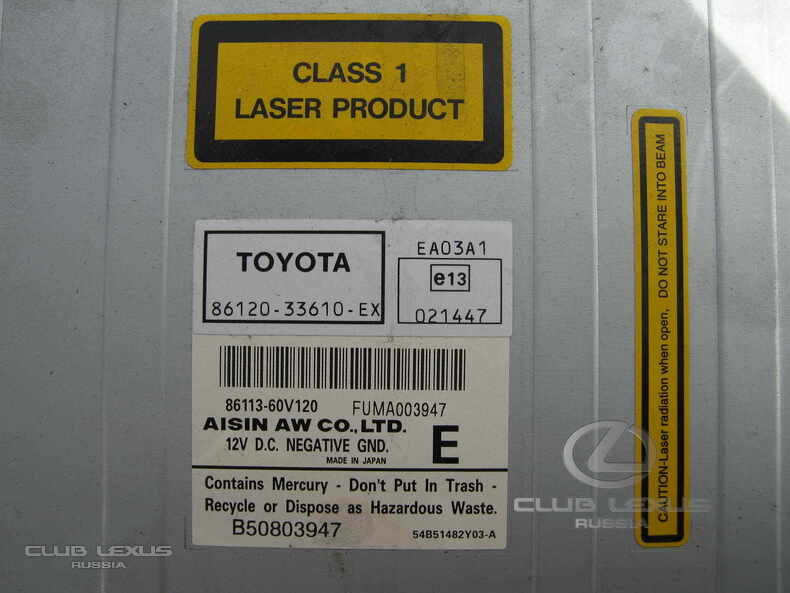 CLASS 1
LASER PRODUCT
TOYOTA
86120-33610-EX
EA03A1
e13
021447
86113-60V120 FUMA003947
AISIN AW CO.,LTD.
12V D.C. NEGATIVE GND. E
MADE IN JAPAN
Contains Mercury - Don't Put In Trash -
Recycle or Dispose as Hazardous Waste.
B50803947 54B51482Y03-A
CAUTION-Laser radiation when open, DO NOT STARE INTO BEAM
CLUB LEXUS
RUSSIA
CLUB LEXUS
RUSSIA